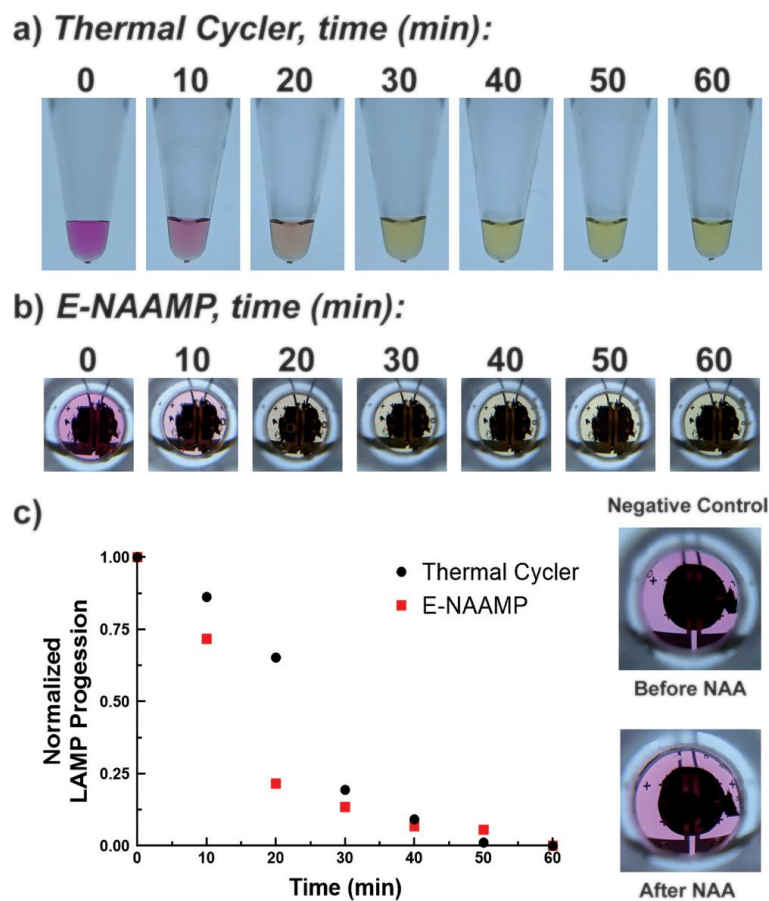 a) Thermal Cycler, time (min):
0 10 20 30 40 50 60
b) E-NAAMP, time (min):
0 10 20 30 40 50 60
c)
Negative Control
1.00
0.75
0.50
0.25
0.00
Normalized
LAMP Progession
Thermal Cycler
E-NAAMP
0 10 20 30 40 50 60
Time (min)
Before NAA
After NAA